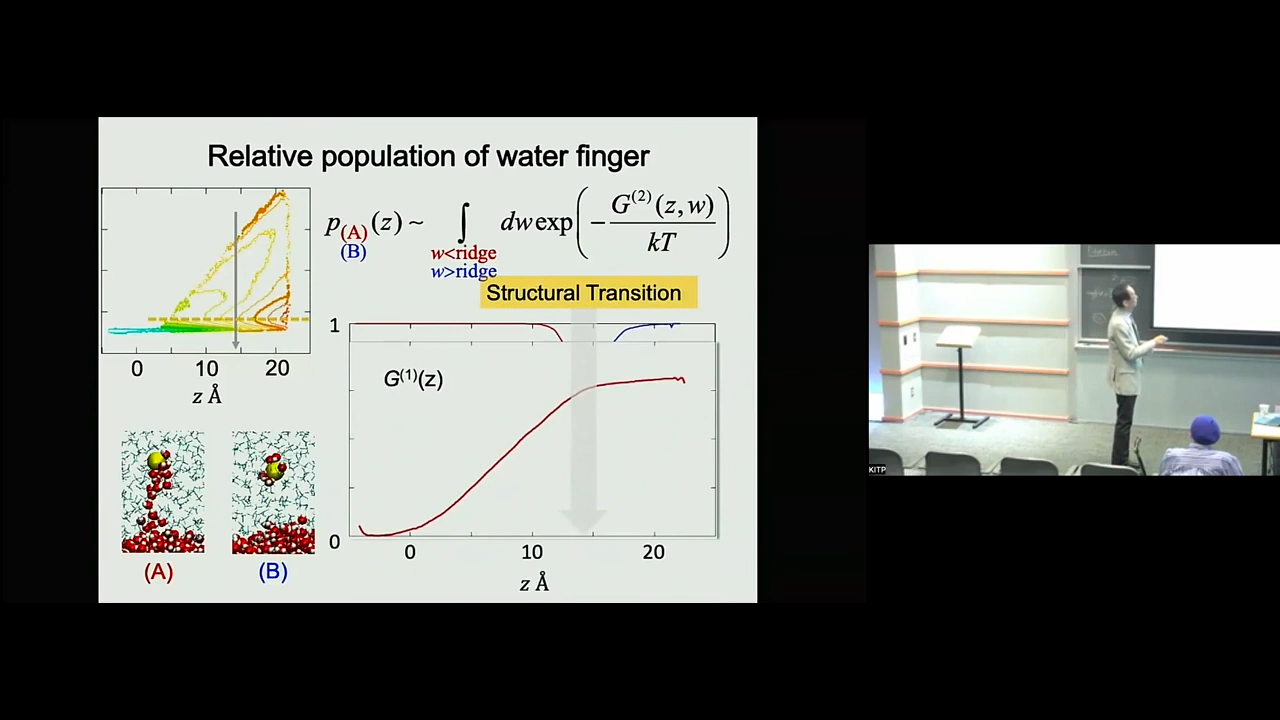 Relative population of water finger
p(A)(z) ~ ∫ dw exp(−G(2)(z,w)/kT)
(B)
w<ridge
w>ridge
Structural Transition
1
G(1)(z)
0
0 10 20
z Å
0 10 20
z Å
(A) (B)
KITP